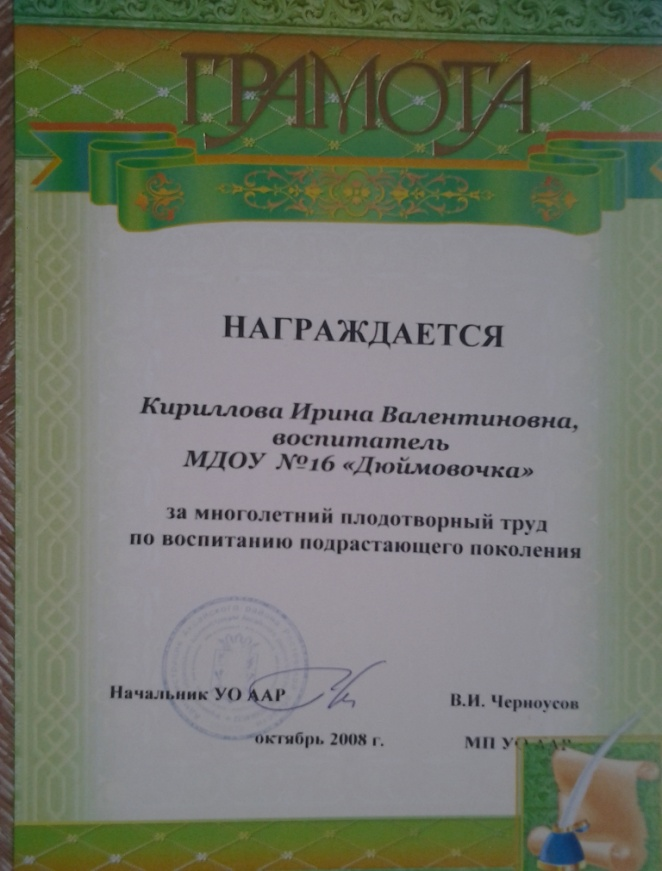 ГРАМОТА
НАГРАЖДАЕТСЯ
Кириллова Ирина Валентиновна,
воспитатель
МДОУ №16 «Дюймовочка»
за многолетний плодотворный труд
по воспитанию подрастающего поколения
Начальник УО ААР
В.И. Черноусов
октябрь 2008 г.
МП УО ААР